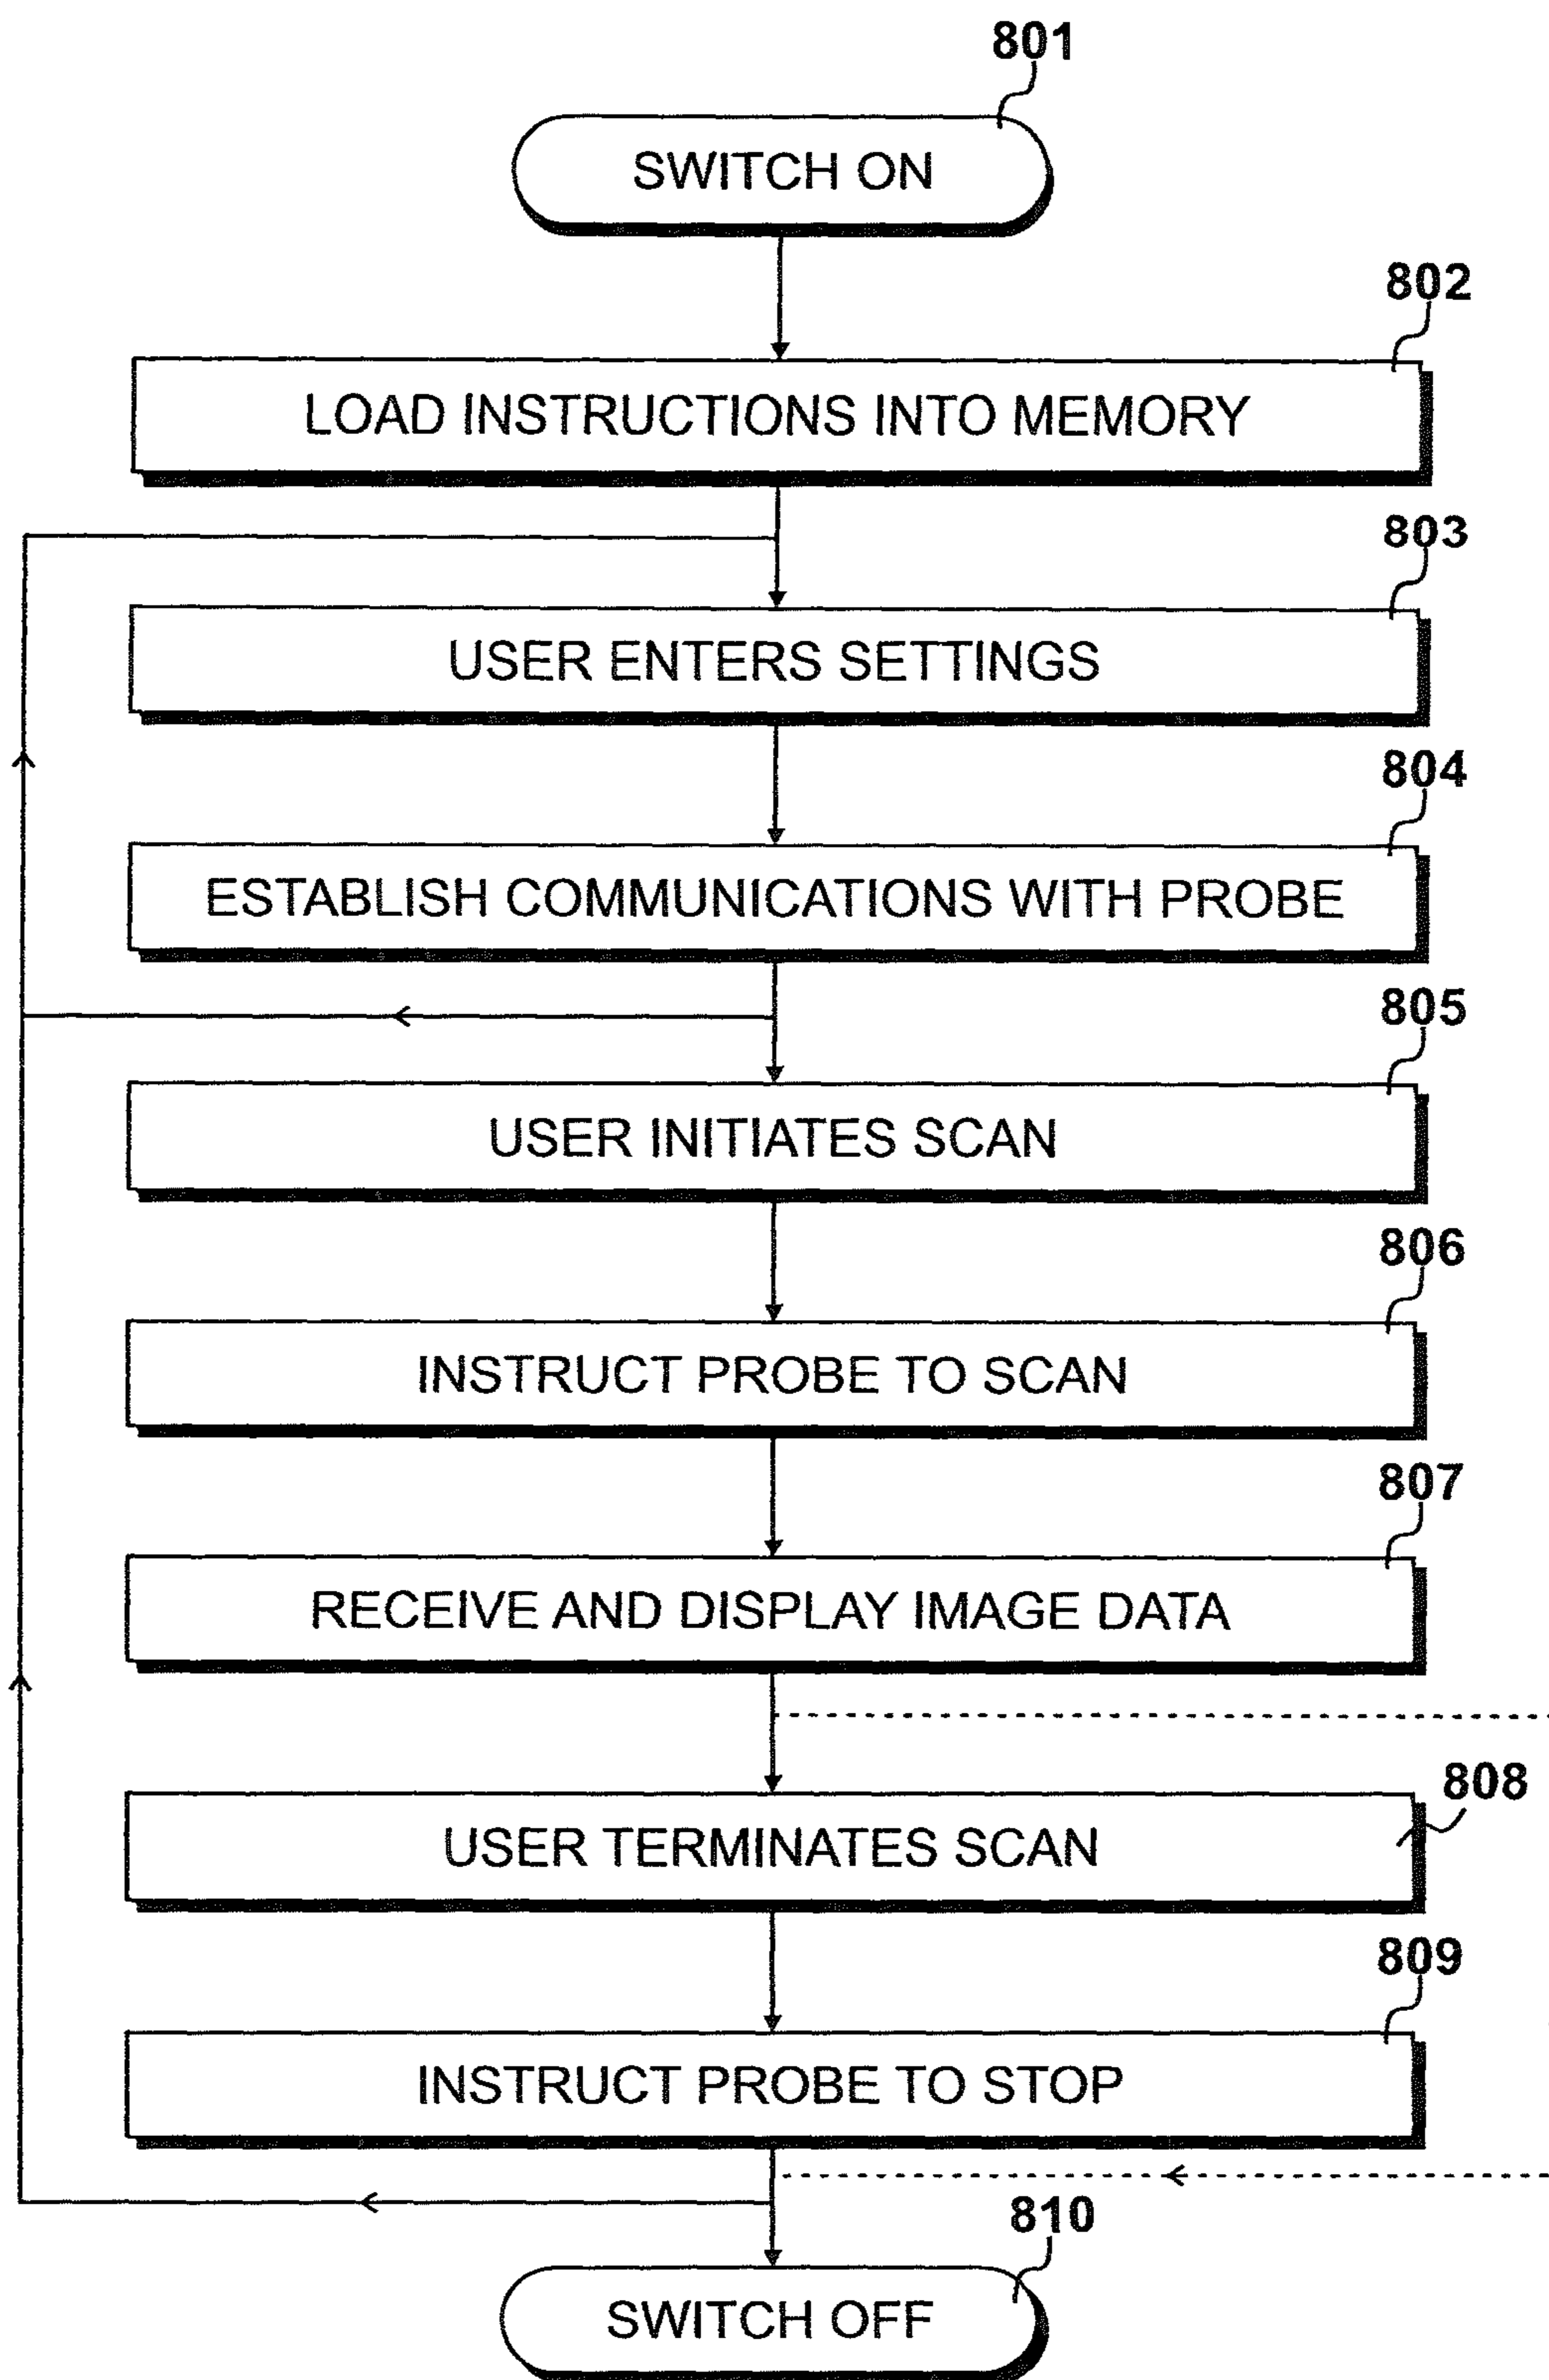 801
SWITCH ON
802
LOAD INSTRUCTIONS INTO MEMORY
803
USER ENTERS SETTINGS
804
ESTABLISH COMMUNICATIONS WITH PROBE
805
USER INITIATES SCAN
806
INSTRUCT PROBE TO SCAN
807
RECEIVE AND DISPLAY IMAGE DATA
808
USER TERMINATES SCAN
809
INSTRUCT PROBE TO STOP
810
SWITCH OFF